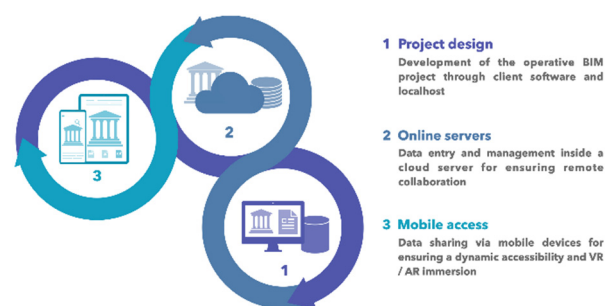 1 Project design
Development of the operative BIM
project through client software and
localhost
2 Online servers
Data entry and management inside a
cloud server for ensuring remote
collaboration
3 Mobile access
Data sharing via mobile devices for
ensuring a dynamic accessibility and VR
/ AR immersion
2
3
1